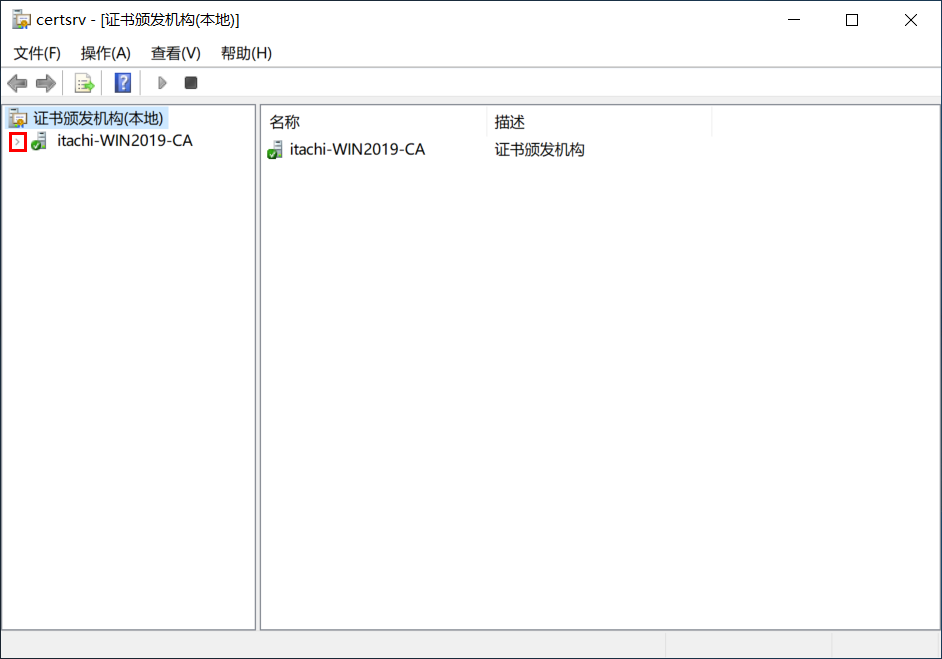 certsrv - [证书颁发机构(本地)]
文件(F) 操作(A) 查看(V) 帮助(H)
证书颁发机构(本地)
itachi-WIN2019-CA
名称 描述
itachi-WIN2019-CA 证书颁发机构